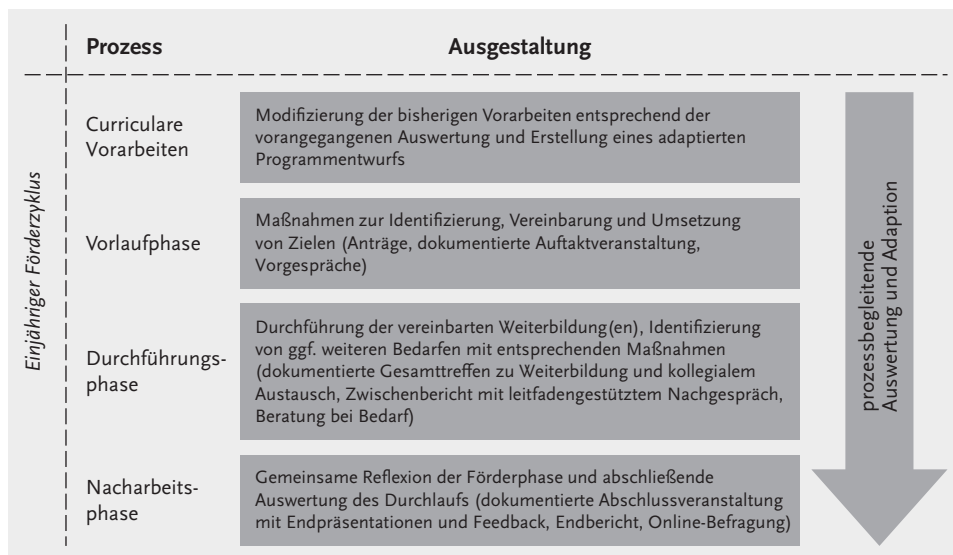 Prozess
Ausgestaltung
Einjähriger Förderzyklus
Curriculare
Vorarbeiten
Modifizierung der bisherigen Vorarbeiten entsprechend der
vorangegangenen Auswertung und Erstellung eines adaptierten
Programmentwurfs
Vorlaufphase
Maßnahmen zur Identifizierung, Vereinbarung und Umsetzung
von Zielen (Anträge, dokumentierte Auftaktveranstaltung,
Vorgespräche)
Durchführungs-
phase
Durchführung der vereinbarten Weiterbildung(en), Identifizierung
von ggf. weiteren Bedarfen mit entsprechenden Maßnahmen
(dokumentierte Gesamttreffen zu Weiterbildung und kollegialem
Austausch, Zwischenbericht mit leitfadengestütztem Nachgespräch,
Beratung bei Bedarf)
Nacharbeits-
phase
Gemeinsame Reflexion der Förderphase und abschließende
Auswertung des Durchlaufs (dokumentierte Abschlussveranstaltung
mit Endpräsentationen und Feedback, Endbericht, Online-Befragung)
prozessbegleitende
Auswertung und Adaption